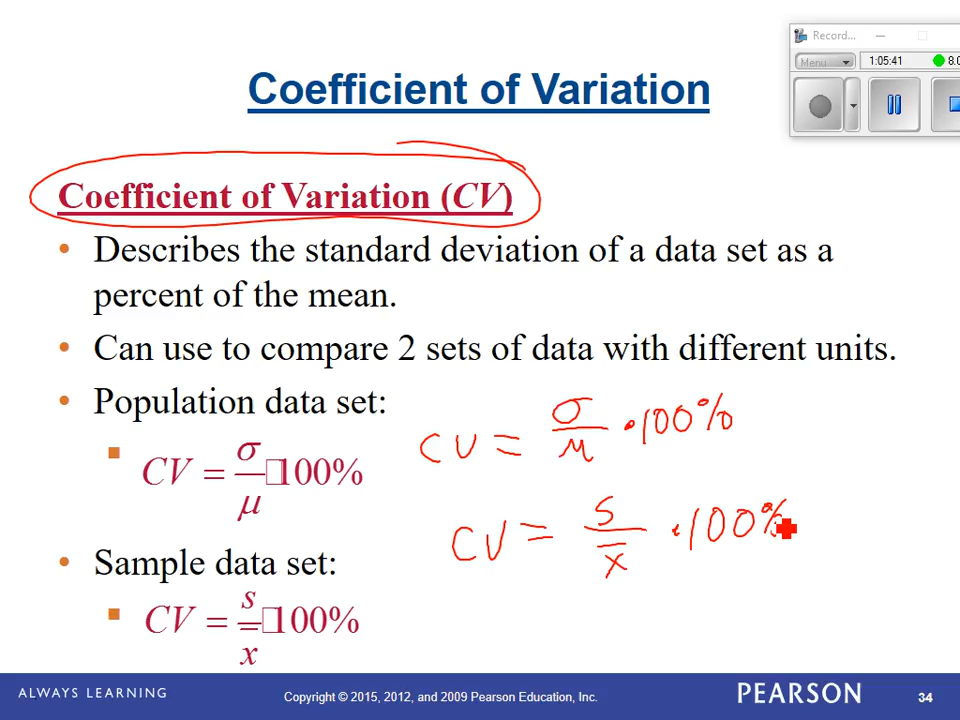 Record...
Menu
1:05:41
8.0
Coefficient of Variation
Coefficient of Variation (CV)
• Describes the standard deviation of a data set as a
percent of the mean.
• Can use to compare 2 sets of data with different units.
• Population data set:
CV = σ/μ □100%
CV = σ/μ · 100%
• Sample data set:
CV = s/x̄ □100%
CV = s/x̄ · 100%
ALWAYS LEARNING
Copyright © 2015, 2012, and 2009 Pearson Education, Inc.
PEARSON
34